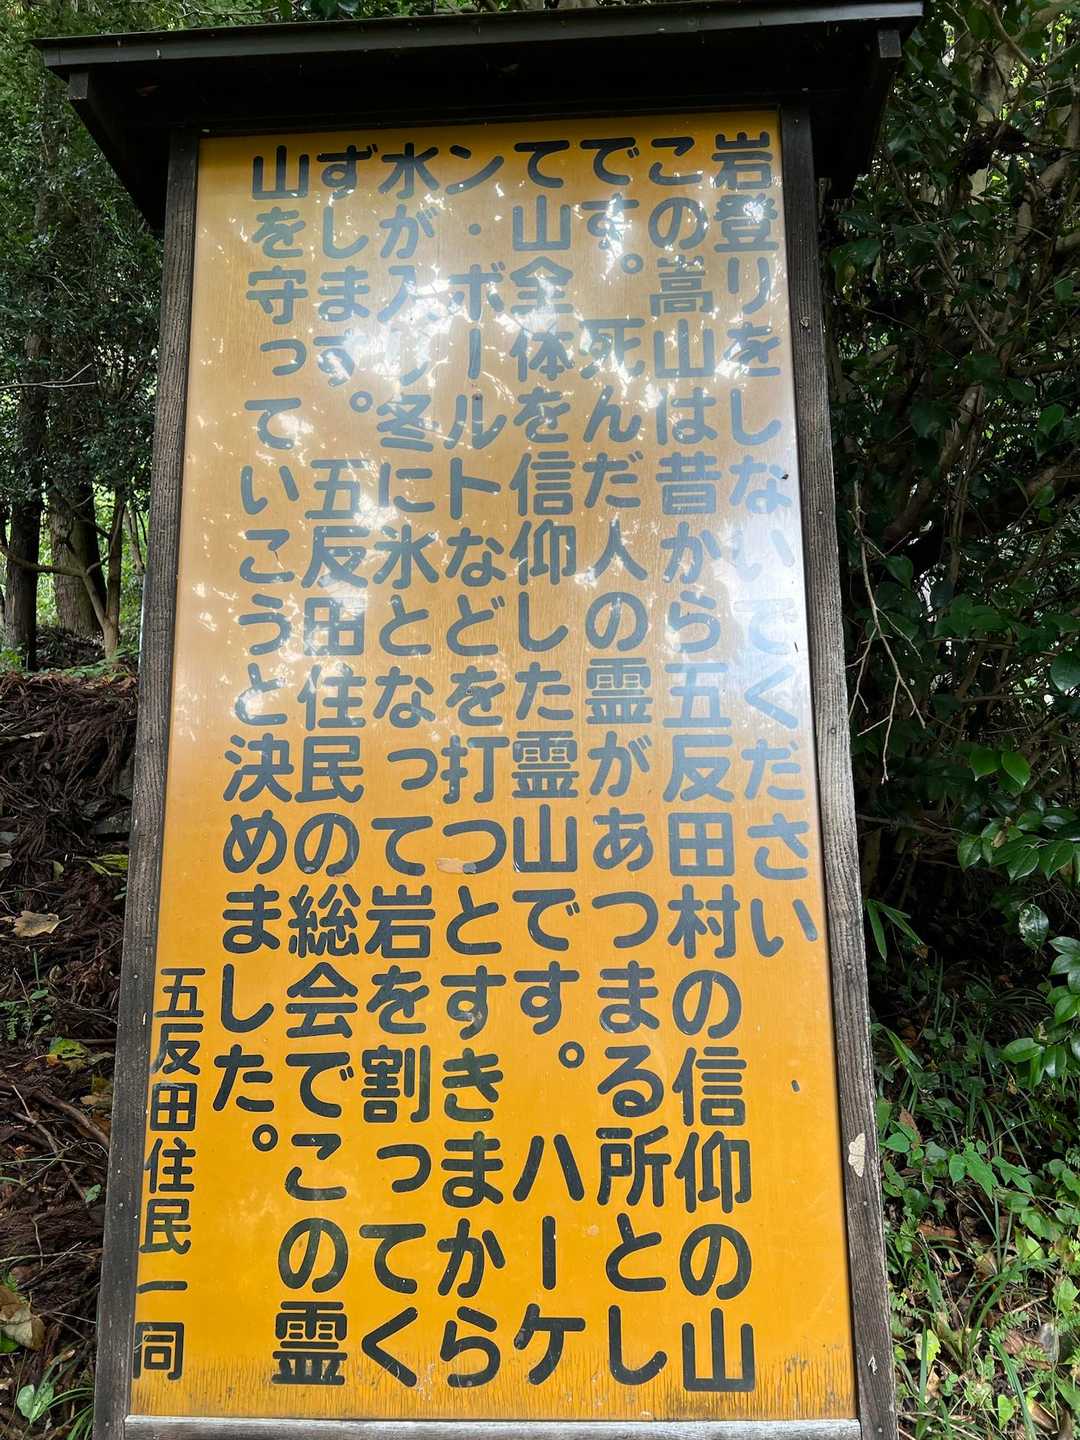 岩登りをしないでください
この嵩山は昔から五反田村の信仰の山
です。死んだ人の霊があつまる所とし
て山全体を信仰した霊山です。ハーケ
ン・ボールトなどを打つとすきまから
水が入り冬に氷となって岩を割ってく
ずします。五反田住民の総会でこの霊
山を守っていこうと決めました。
五反田住民一同